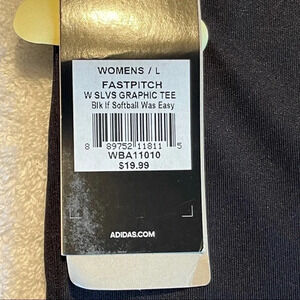 WOMENS / L
FASTPITCH
W SLVS GRAPHIC TEE
Blk If Softball Was Easy
8 89752 11811 5
WBA11010
$19.99
ADIDAS.COM